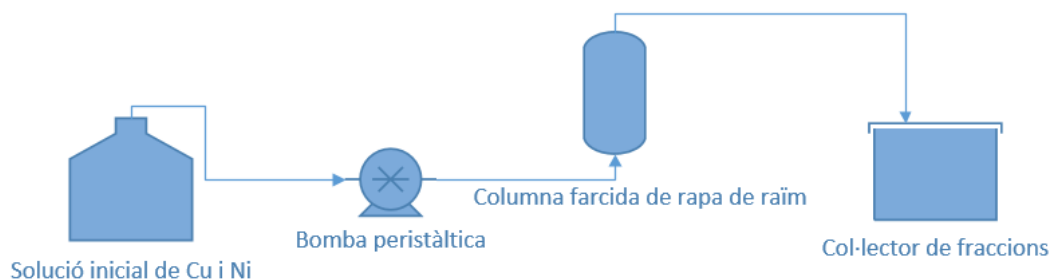 Columna farcida de rapa de raïm
Bomba peristàltica
Col·lector de fraccions
Solució inicial de Cu i Ni